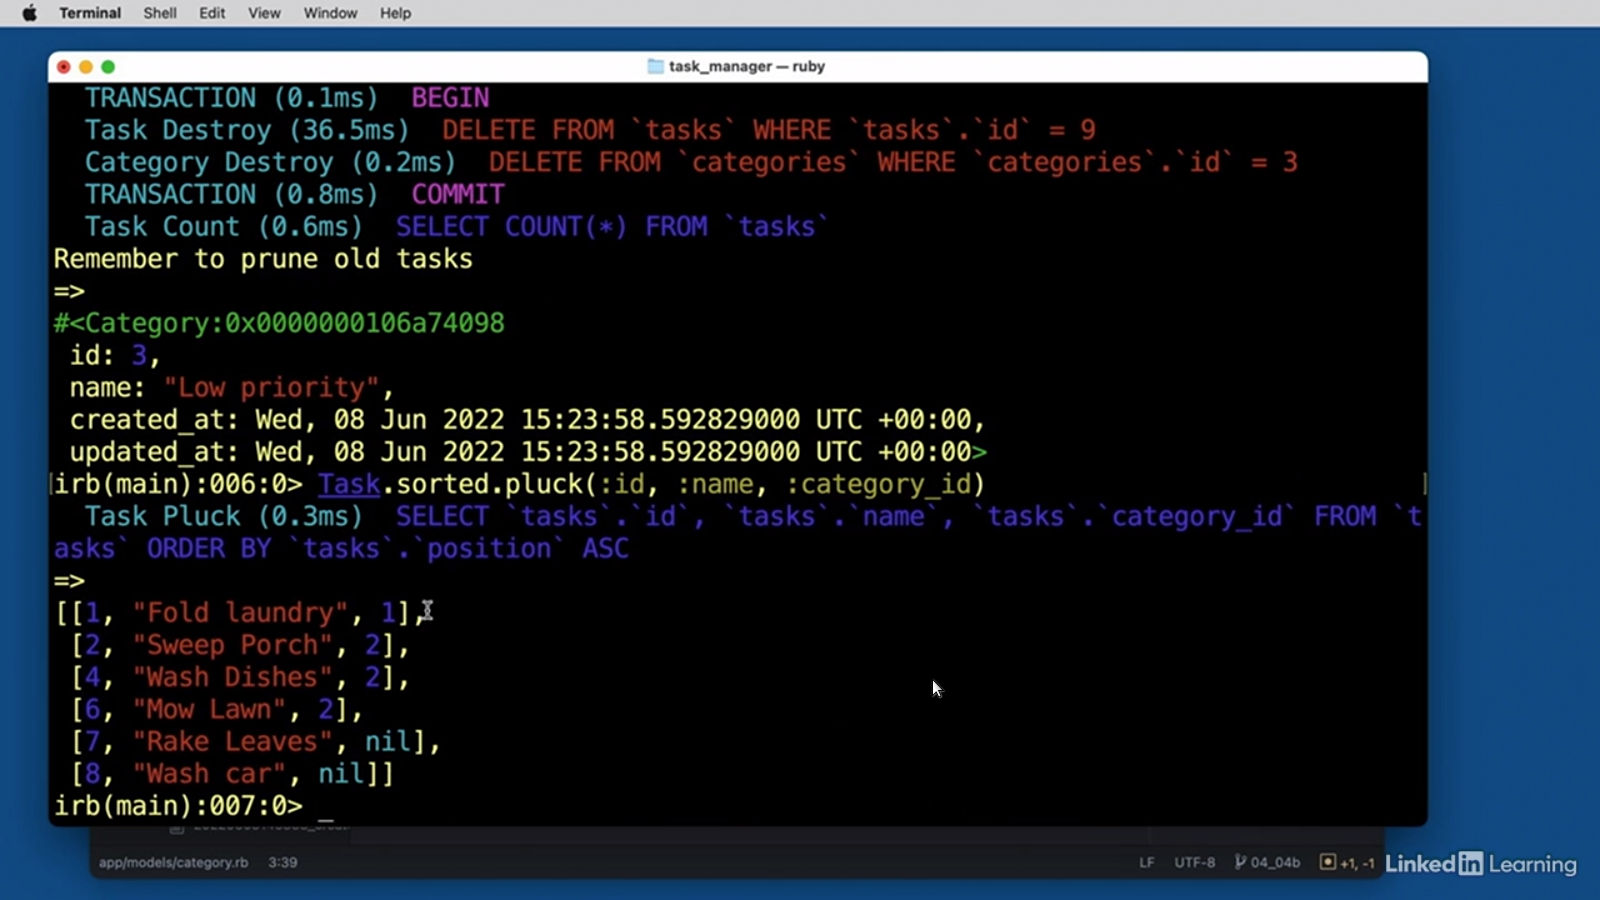 Terminal Shell Edit View Window Help
task_manager — ruby
TRANSACTION (0.1ms) BEGIN
Task Destroy (36.5ms) DELETE FROM `tasks` WHERE `tasks`.`id` = 9
Category Destroy (0.2ms) DELETE FROM `categories` WHERE `categories`.`id` = 3
TRANSACTION (0.8ms) COMMIT
Task Count (0.6ms) SELECT COUNT(*) FROM `tasks`
Remember to prune old tasks
=>
#<Category:0x0000000106a74098
id: 3,
name: "Low priority",
created_at: Wed, 08 Jun 2022 15:23:58.592829000 UTC +00:00,
updated_at: Wed, 08 Jun 2022 15:23:58.592829000 UTC +00:00>
irb(main):006:0> Task.sorted.pluck(:id, :name, :category_id)
Task Pluck (0.3ms) SELECT `tasks`.`id`, `tasks`.`name`, `tasks`.`category_id` FROM `t
asks` ORDER BY `tasks`.`position` ASC
=>
[[1, "Fold laundry", 1],
[2, "Sweep Porch", 2],
[4, "Wash Dishes", 2],
[6, "Mow Lawn", 2],
[7, "Rake Leaves", nil],
[8, "Wash car", nil]]
irb(main):007:0> _
app/models/category.rb 3:39 LF UTF-8 04_04b +1, -1
LinkedIn Learning